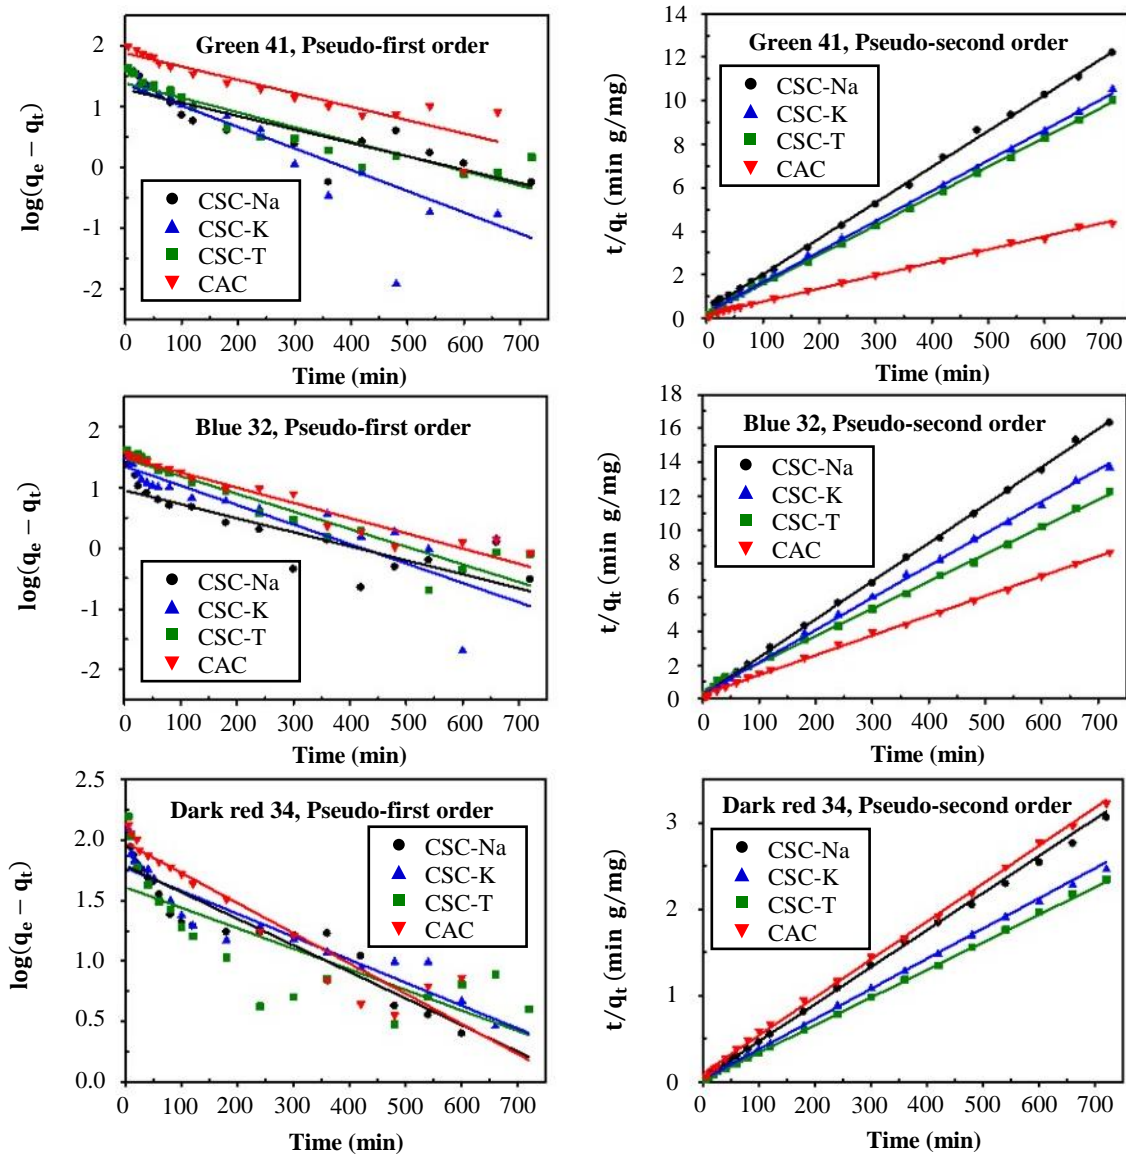 Green 41, Pseudo-first order
log(qₑ − qₜ)
2
1
0
-1
-2
CSC-Na
CSC-K
CSC-T
CAC
0 100 200 300 400 500 600 700
Time (min)
Green 41, Pseudo-second order
t/qₜ (min g/mg)
14
12
10
8
6
4
2
0
CSC-Na
CSC-K
CSC-T
CAC
0 100 200 300 400 500 600 700
Time (min)
Blue 32, Pseudo-first order
log(qₑ − qₜ)
2
1
0
-1
-2
CSC-Na
CSC-K
CSC-T
CAC
0 100 200 300 400 500 600 700
Time (min)
Blue 32, Pseudo-second order
t/qₜ (min g/mg)
18
16
14
12
10
8
6
4
2
0
CSC-Na
CSC-K
CSC-T
CAC
0 100 200 300 400 500 600 700
Time (min)
Dark red 34, Pseudo-first order
log(qₑ − qₜ)
2.5
2.0
1.5
1.0
0.5
0.0
CSC-Na
CSC-K
CSC-T
CAC
0 100 200 300 400 500 600 700
Time (min)
Dark red 34, Pseudo-second order
t/qₜ (min g/mg)
3
2
1
0
CSC-Na
CSC-K
CSC-T
CAC
0 100 200 300 400 500 600 700
Time (min)